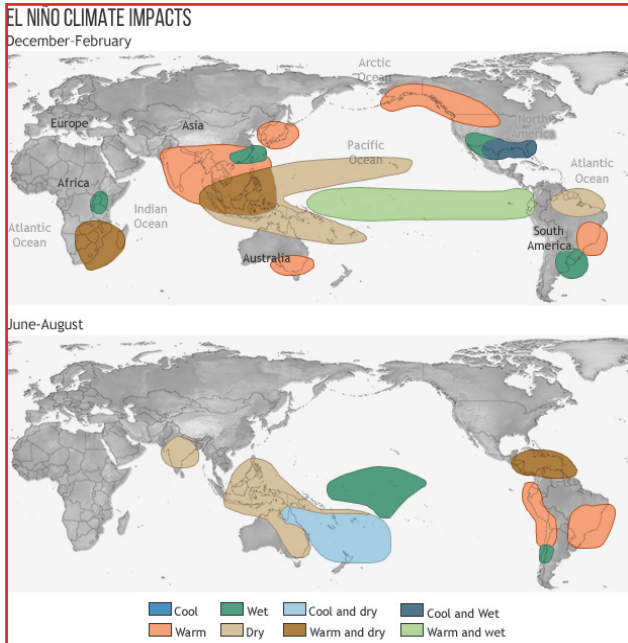 EL NIÑO CLIMATE IMPACTS
December-February
Arctic
Ocean
Europe
Asia
North
America
Pacific
Ocean
Africa
Atlantic
Ocean
Indian
Ocean
Atlantic
Ocean
South
America
Australia
June-August
Cool
Wet
Cool and dry
Cool and Wet
Warm
Dry
Warm and dry
Warm and wet